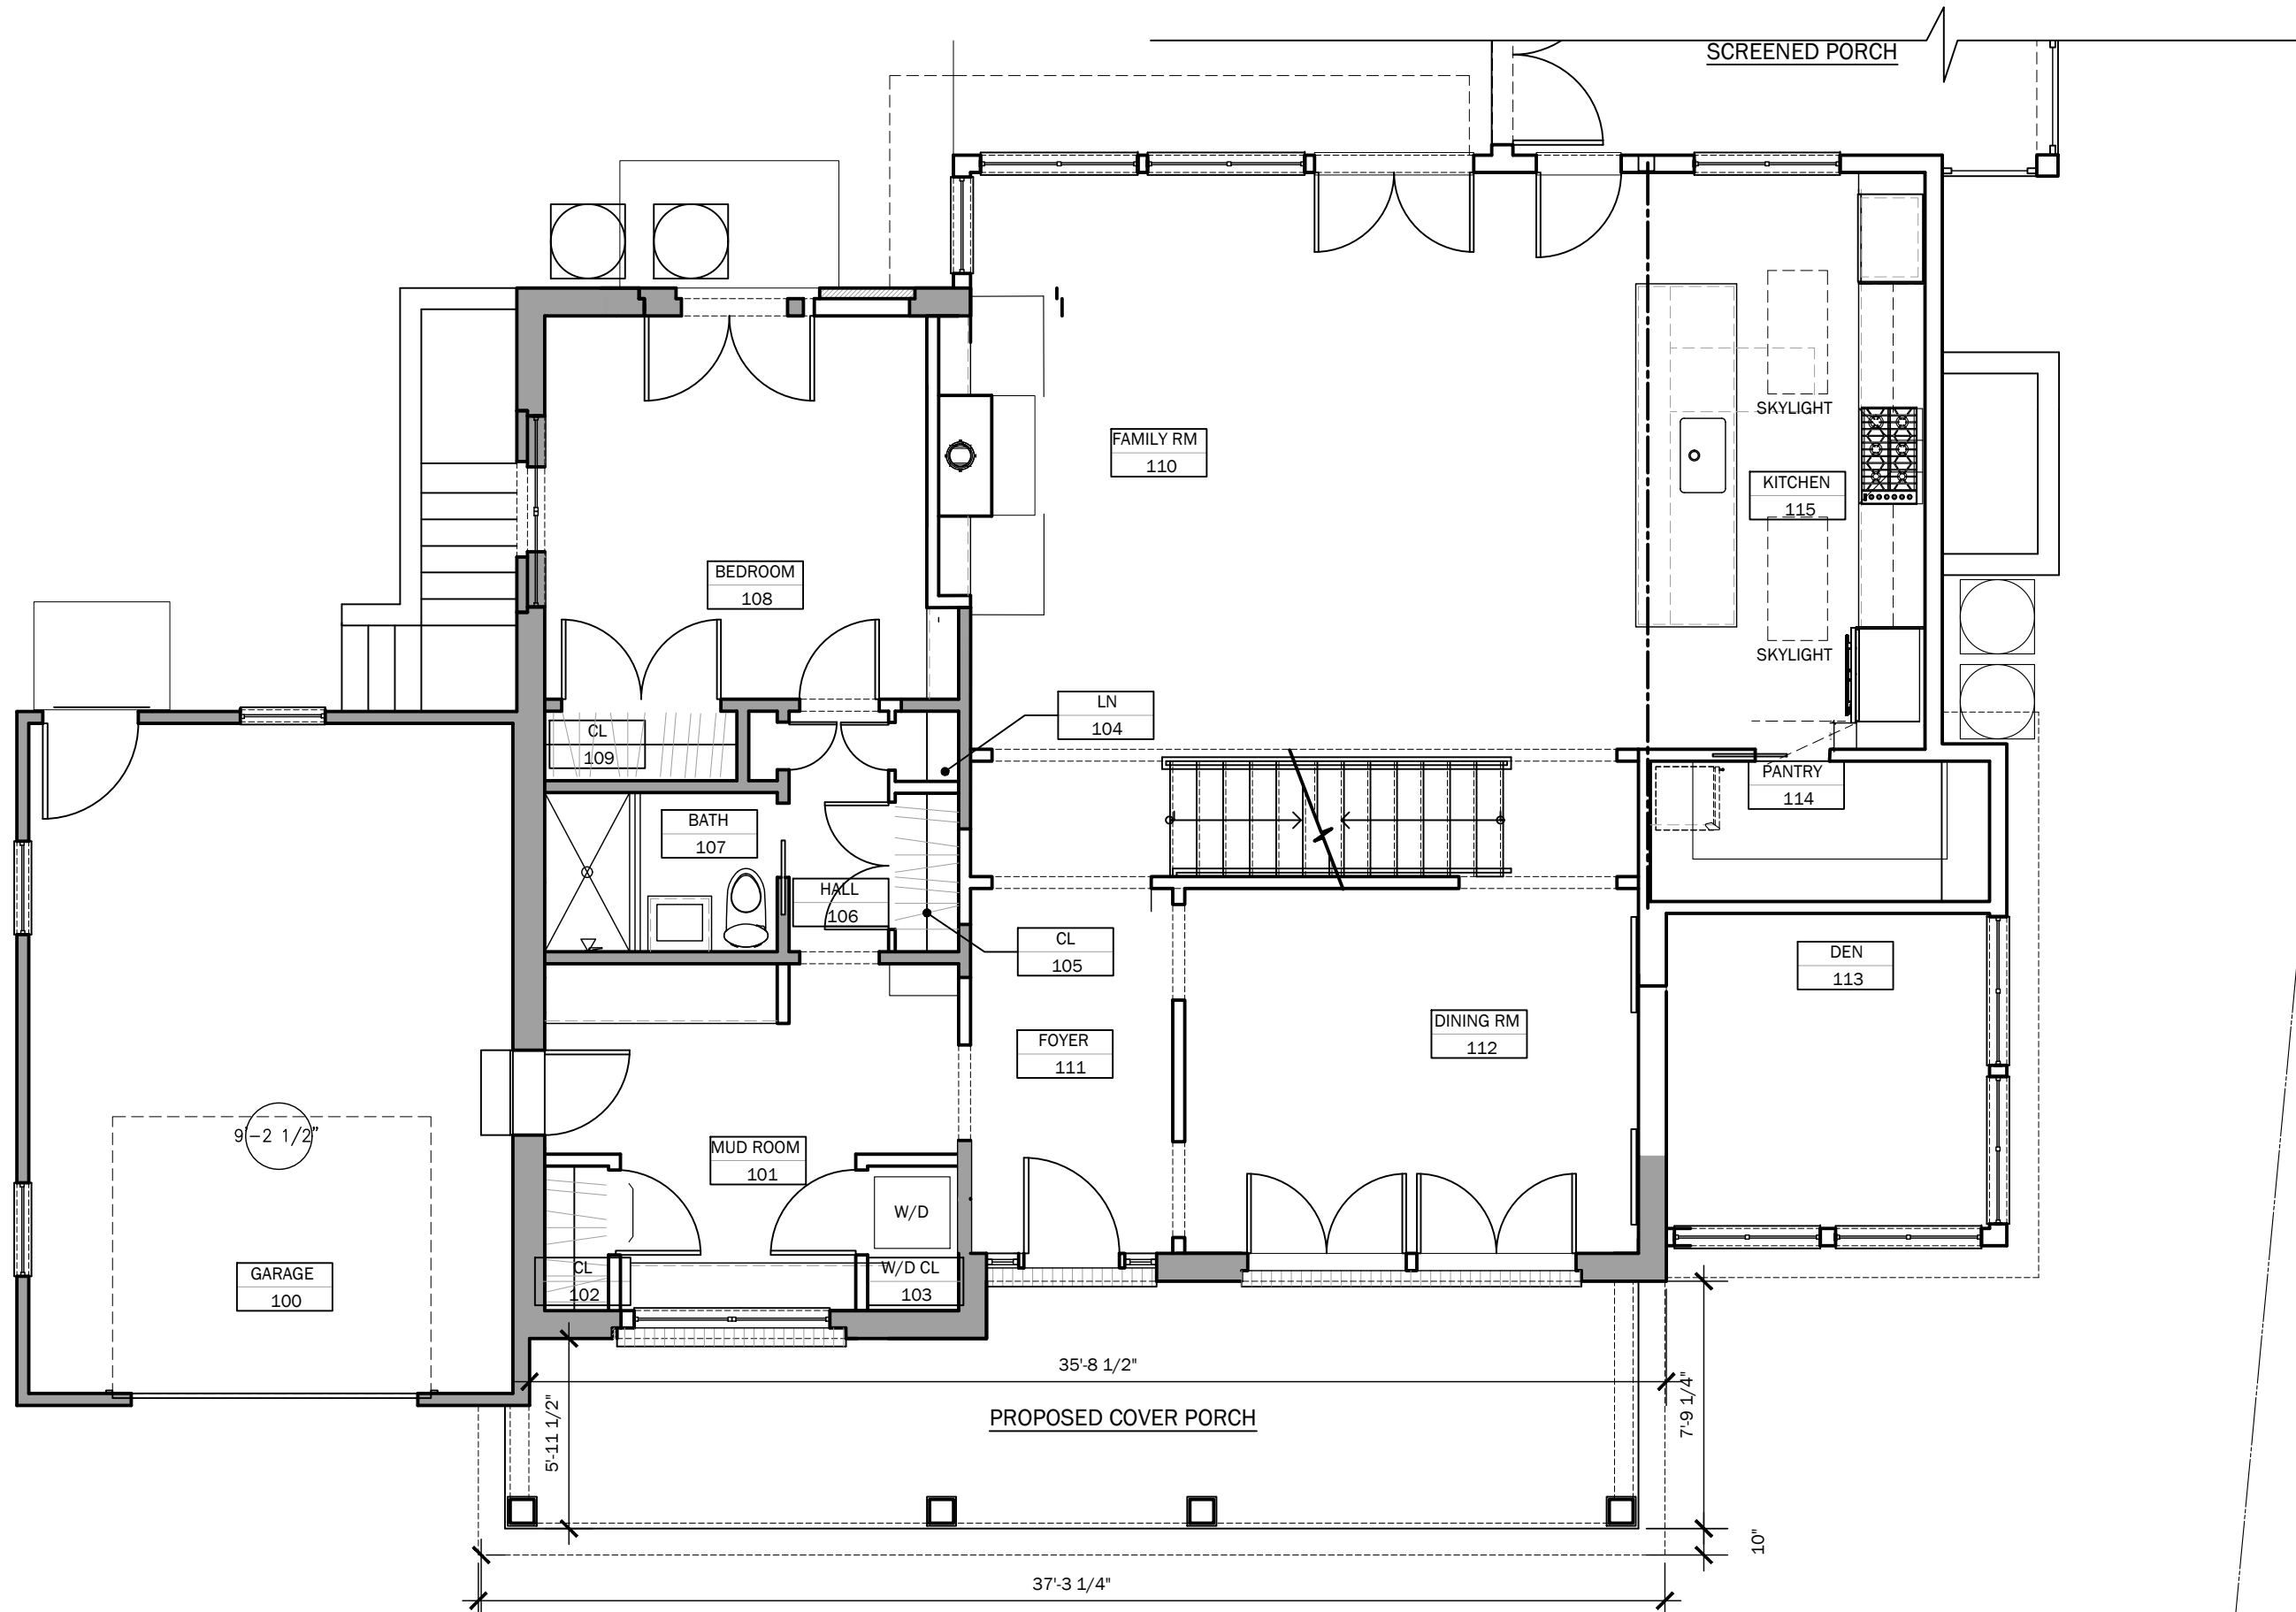 SCREENED PORCH
SKYLIGHT
FAMILY RM
110
KITCHEN
115
BEDROOM
108
SKYLIGHT
LN
104
CL
109
PANTRY
114
BATH
107
HALL
106
CL
105
DEN
113
FOYER
111
DINING RM
112
9'-2 1/2"
MUD ROOM
101
W/D
GARAGE
100
CL
102
W/D CL
103
35'-8 1/2"
5'-11 1/2"
7'-9 1/4"
PROPOSED COVER PORCH
10"
37'-3 1/4"